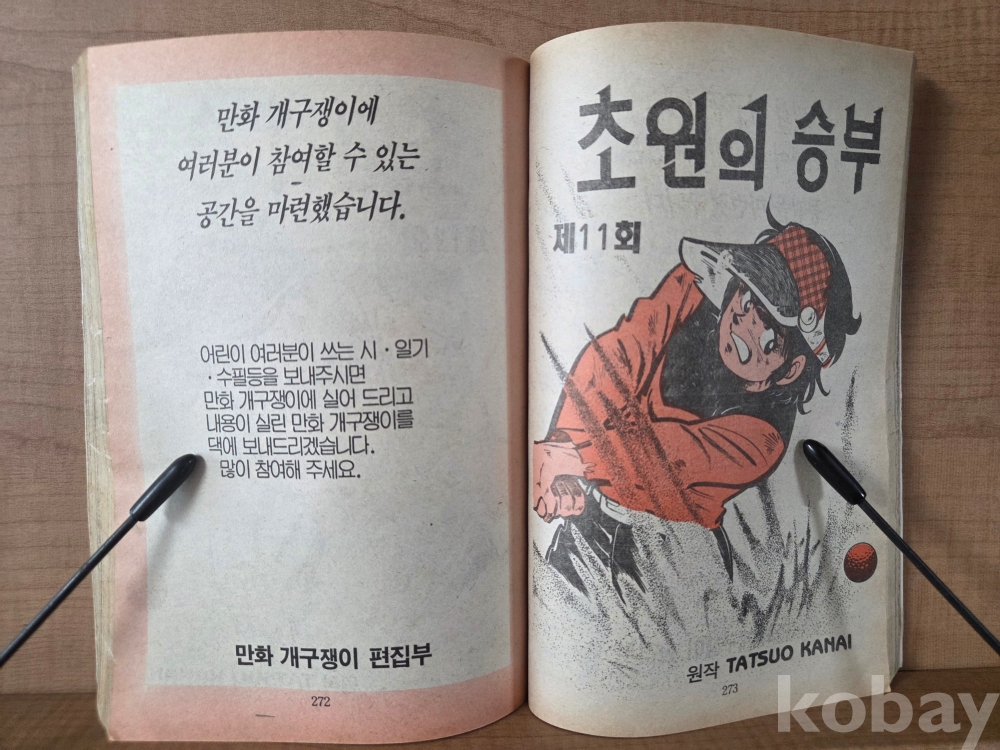 만화 개구쟁이에
여러분이 참여할 수 있는
공간을 마련했습니다.
어린이 여러분이 쓰는 시·일기
·수필등을 보내주시면
만화 개구쟁이에 실어 드리고
내용이 실린 만화 개구쟁이를
댁에 보내드리겠습니다.
많이 참여해 주세요.
만화 개구쟁이 편집부
272
초원의 승부
제11회
원작 TATSUO KANAI
273
kobay